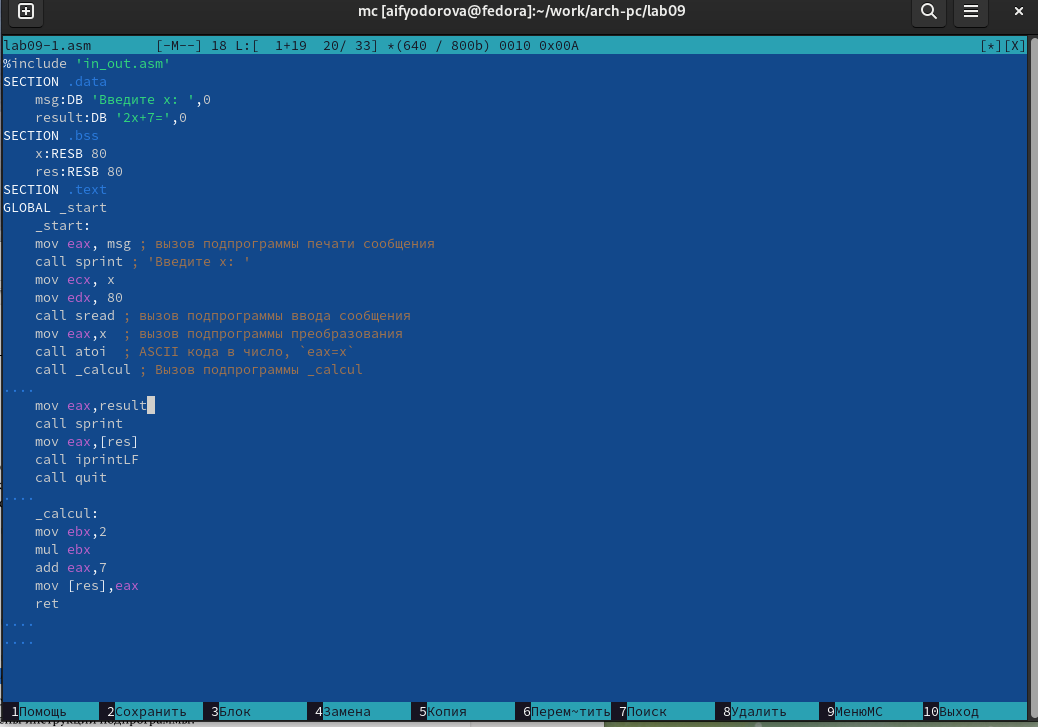 mc [aifyodorova@fedora]:~/work/arch-pc/lab09
lab09-1.asm        [-M--] 18 L:[  1+19  20/ 33] *(640 / 800b) 0010 0x00A        [*][X]
%include 'in_out.asm'
SECTION .data
    msg:DB 'Введите x: ',0
    result:DB '2x+7=',0
SECTION .bss
    x:RESB 80
    res:RESB 80
SECTION .text
GLOBAL _start
    _start:
    mov eax, msg ; вызов подпрограммы печати сообщения
    call sprint ; 'Введите x: '
    mov ecx, x
    mov edx, 80
    call sread ; вызов подпрограммы ввода сообщения
    mov eax,x  ; вызов подпрограммы преобразования
    call atoi  ; ASCII кода в число, `eax=x`
    call _calcul ; Вызов подпрограммы _calcul
....
    mov eax,result
    call sprint
    mov eax,[res]
    call iprintLF
    call quit
....
    _calcul:
    mov ebx,2
    mul ebx
    add eax,7
    mov [res],eax
    ret
....
....
1Помощь 2Сохранить 3Блок 4Замена 5Копия 6Перем~тить 7Поиск 8Удалить 9МенюMC 10Выход